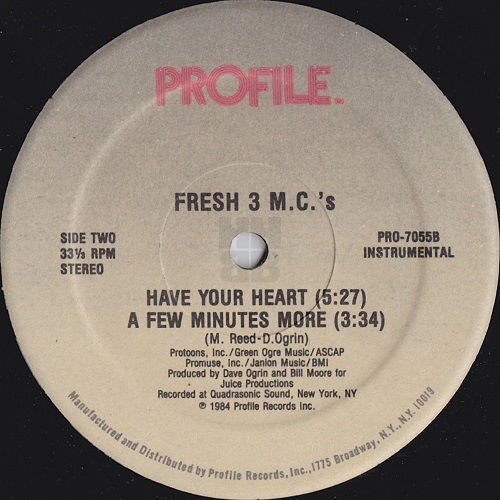 PROFILE™
FRESH 3 M.C.'s
SIDE TWO
33⅓ RPM
STEREO
PRO-7055B
INSTRUMENTAL
HAVE YOUR HEART (5:27)
A FEW MINUTES MORE (3:34)
(M. Reed-D.Ogrin)
Protoons, Inc./Green Ogre Music/ASCAP
Promuse, Inc./Janion Music/BMI
Produced by Dave Ogrin and Bill Moore for
Juice Productions
Recorded at Quadrasonic Sound, New York, NY
℗ 1984 Profile Records Inc.
Manufactured and Distributed by Profile Records, Inc., 1775 Broadway, N.Y., N.Y. 10019